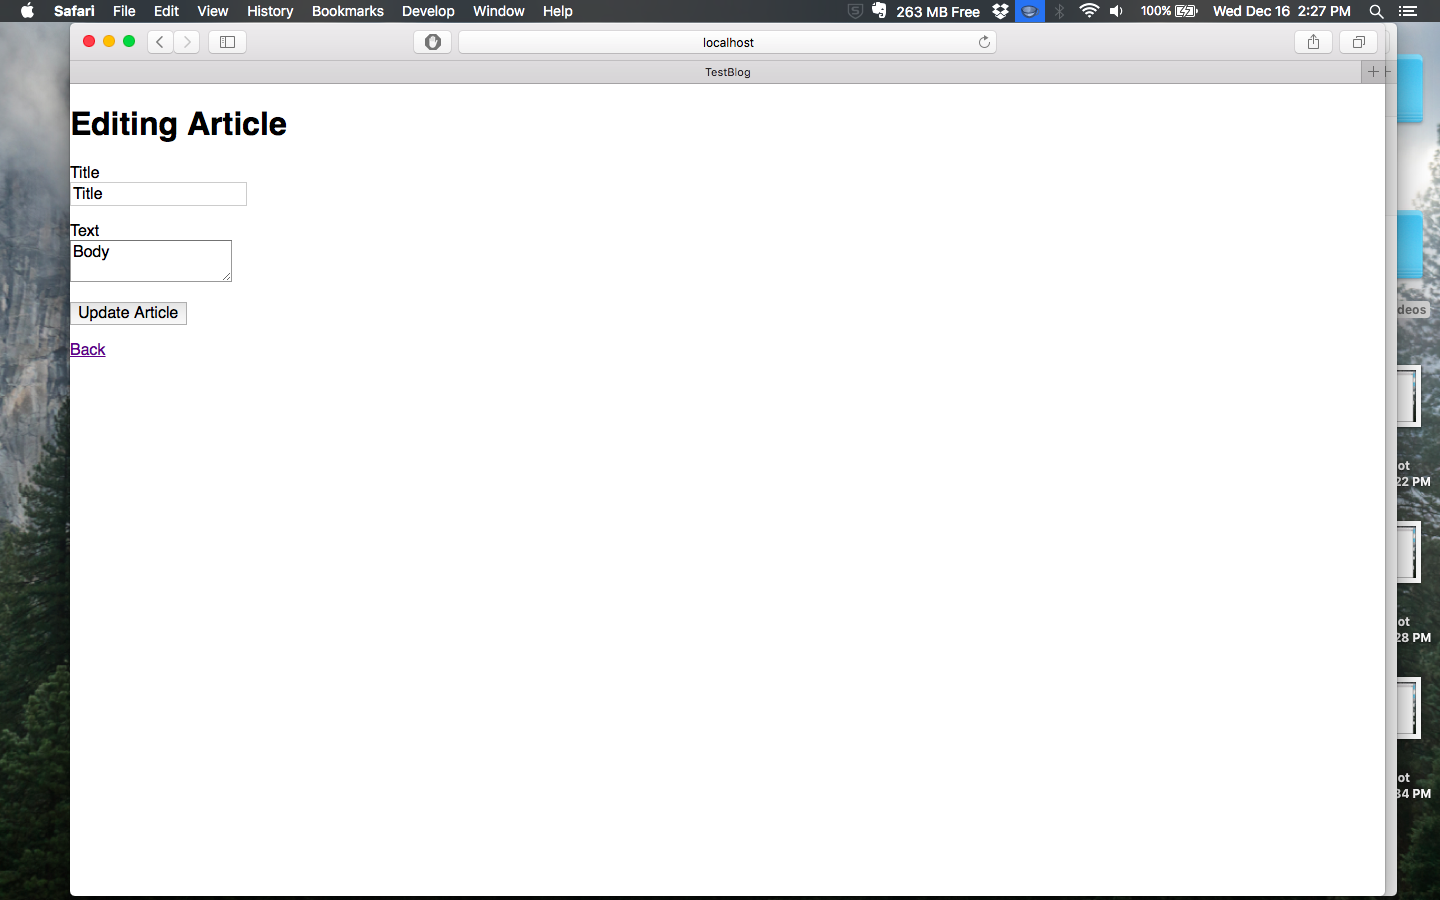 Safari File Edit View History Bookmarks Develop Window Help 263 MB Free 100% Wed Dec 16 2:27 PM
localhost
TestBlog
Editing Article
Title
Title
Text
Body
Update Article
Back
deos
ot
22 PM
ot
28 PM
ot
34 PM